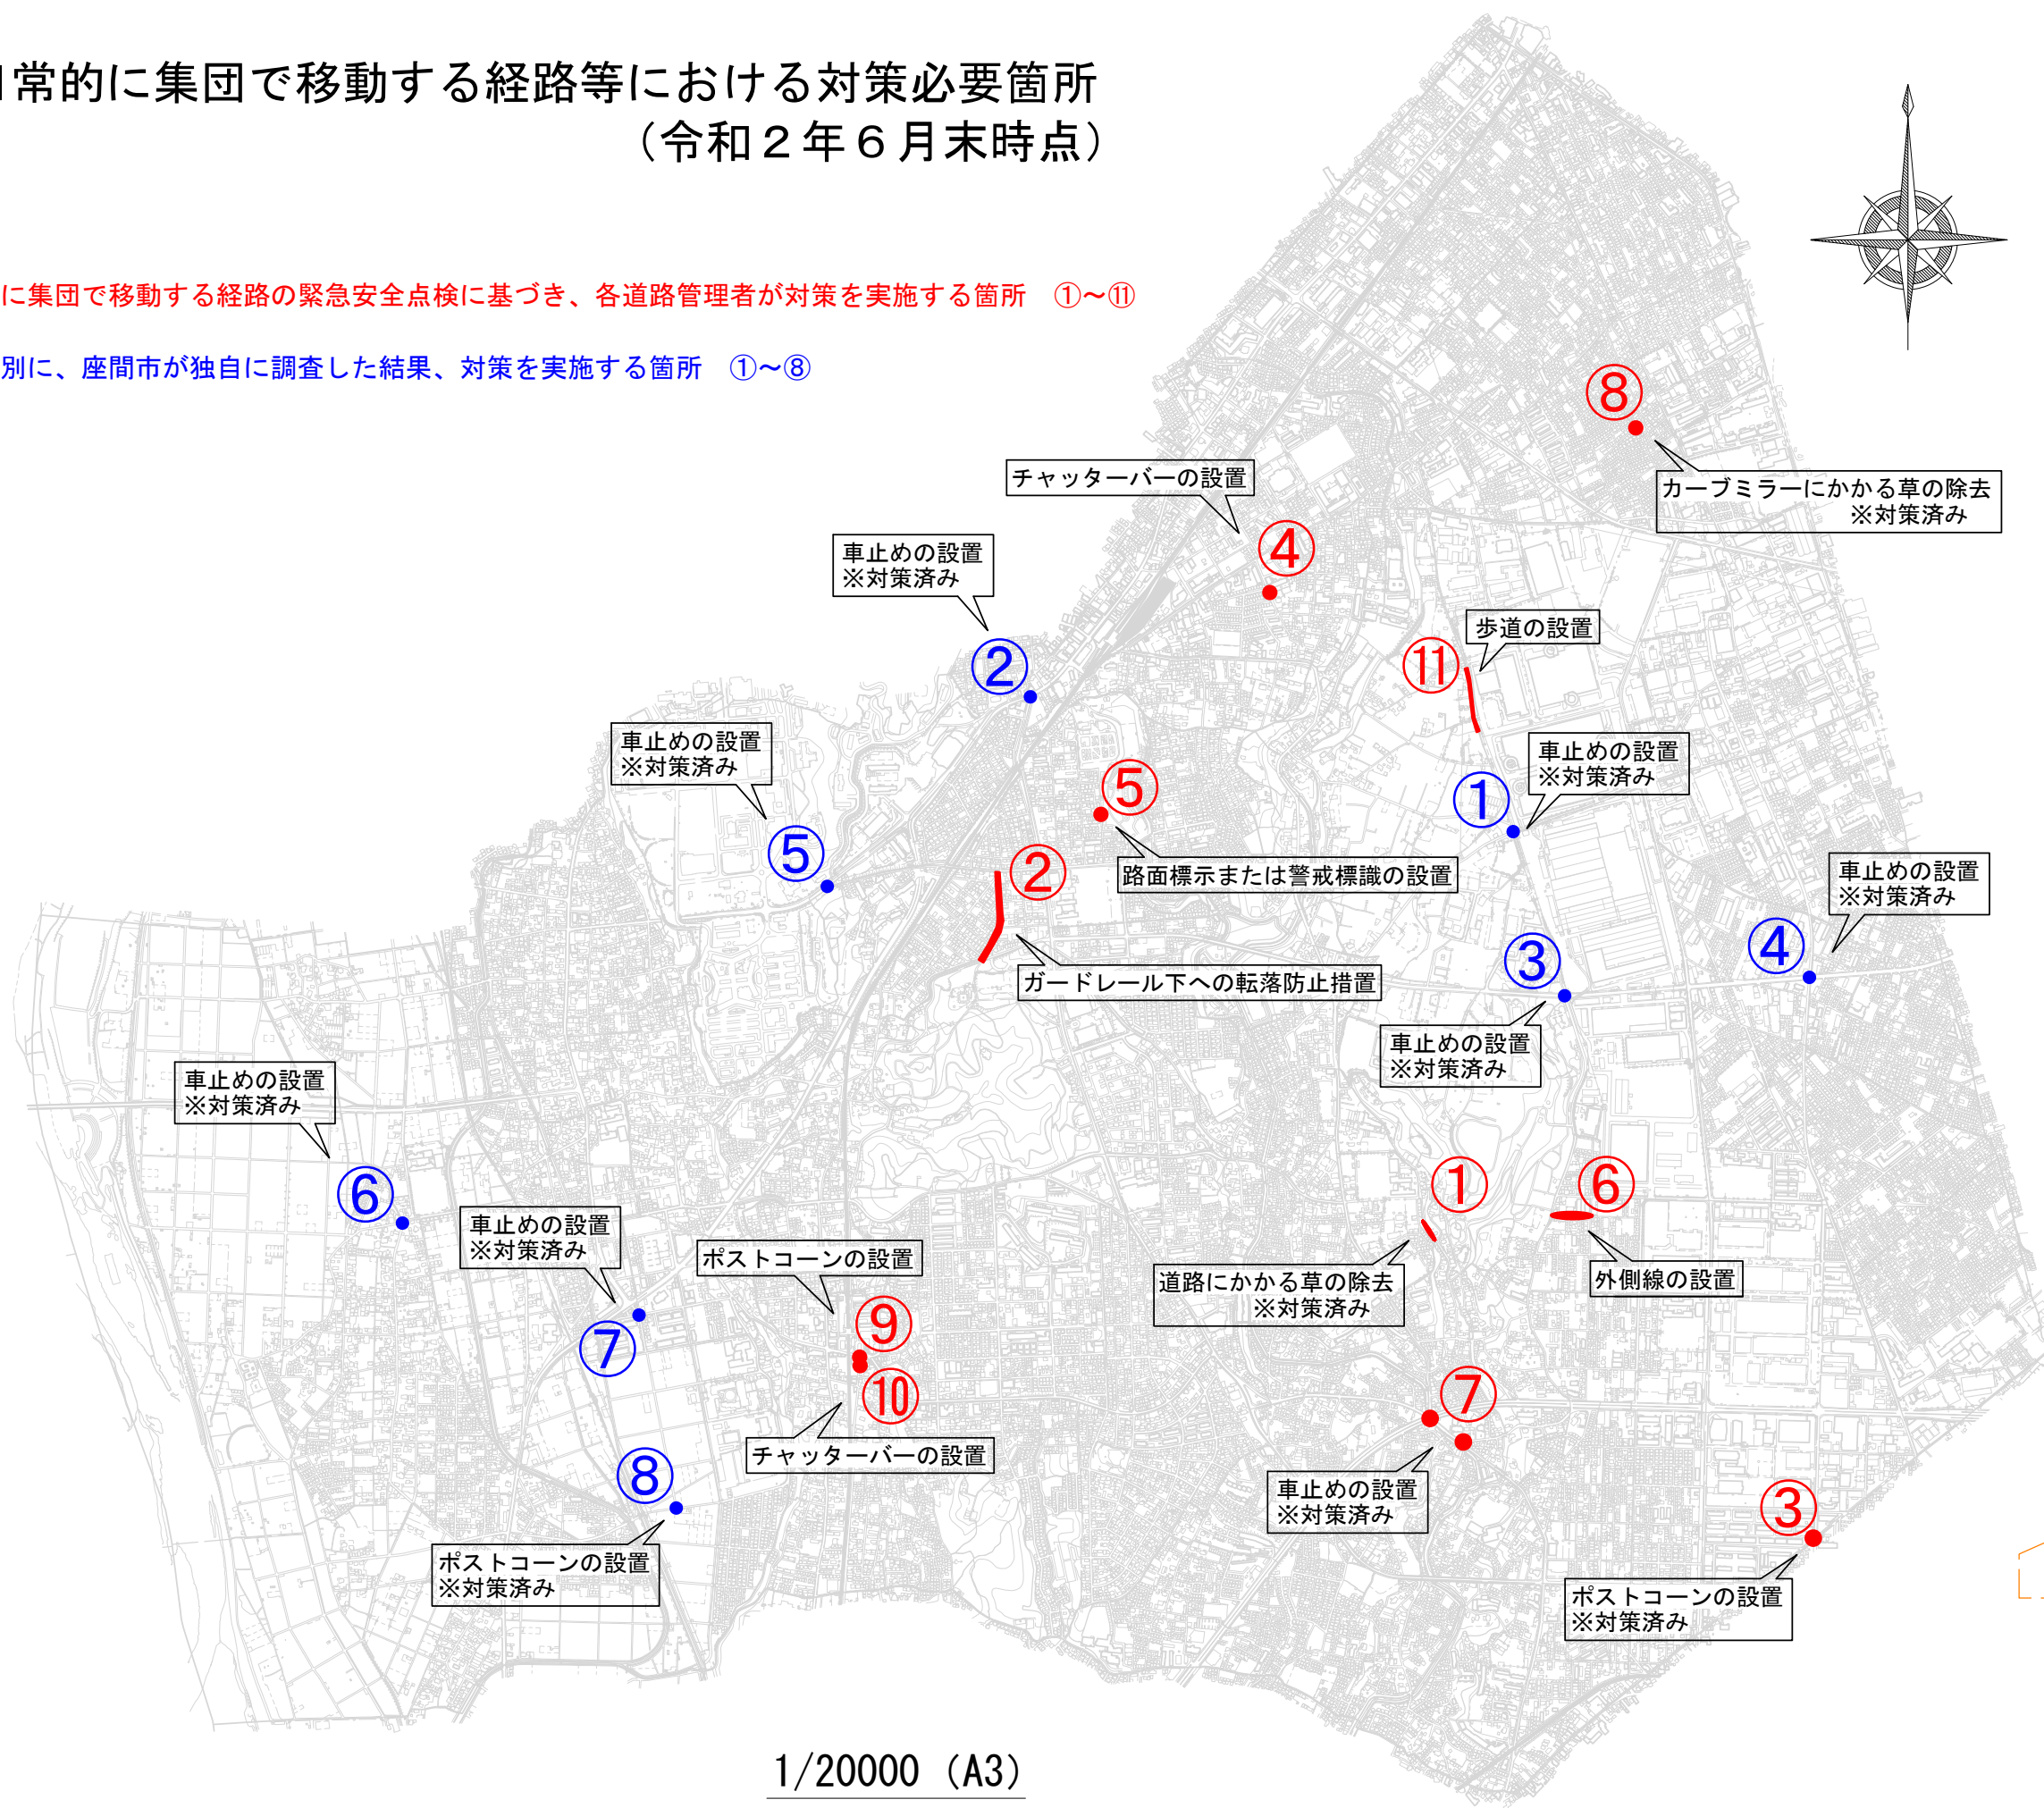 常的に集団で移動する経路等における対策必要箇所
（令和２年６月末時点）
に集団で移動する経路の緊急安全点検に基づき、各道路管理者が対策を実施する箇所　①～⑪
別に、座間市が独自に調査した結果、対策を実施する箇所　①～⑧
⑧
カーブミラーにかかる草の除去
※対策済み
チャッターバーの設置
④
車止めの設置
※対策済み
②
歩道の設置
⑪
車止めの設置
※対策済み
⑤
車止めの設置
※対策済み
①
⑤
路面標示または警戒標識の設置
②
ガードレール下への転落防止措置
車止めの設置
※対策済み
④
③
車止めの設置
※対策済み
車止めの設置
※対策済み
⑥
車止めの設置
※対策済み
⑦
ポストコーンの設置
⑨
⑩
チャッターバーの設置
①
道路にかかる草の除去
※対策済み
⑥
外側線の設置
⑦
車止めの設置
※対策済み
⑧
ポストコーンの設置
※対策済み
③
ポストコーンの設置
※対策済み
1/20000（A3）